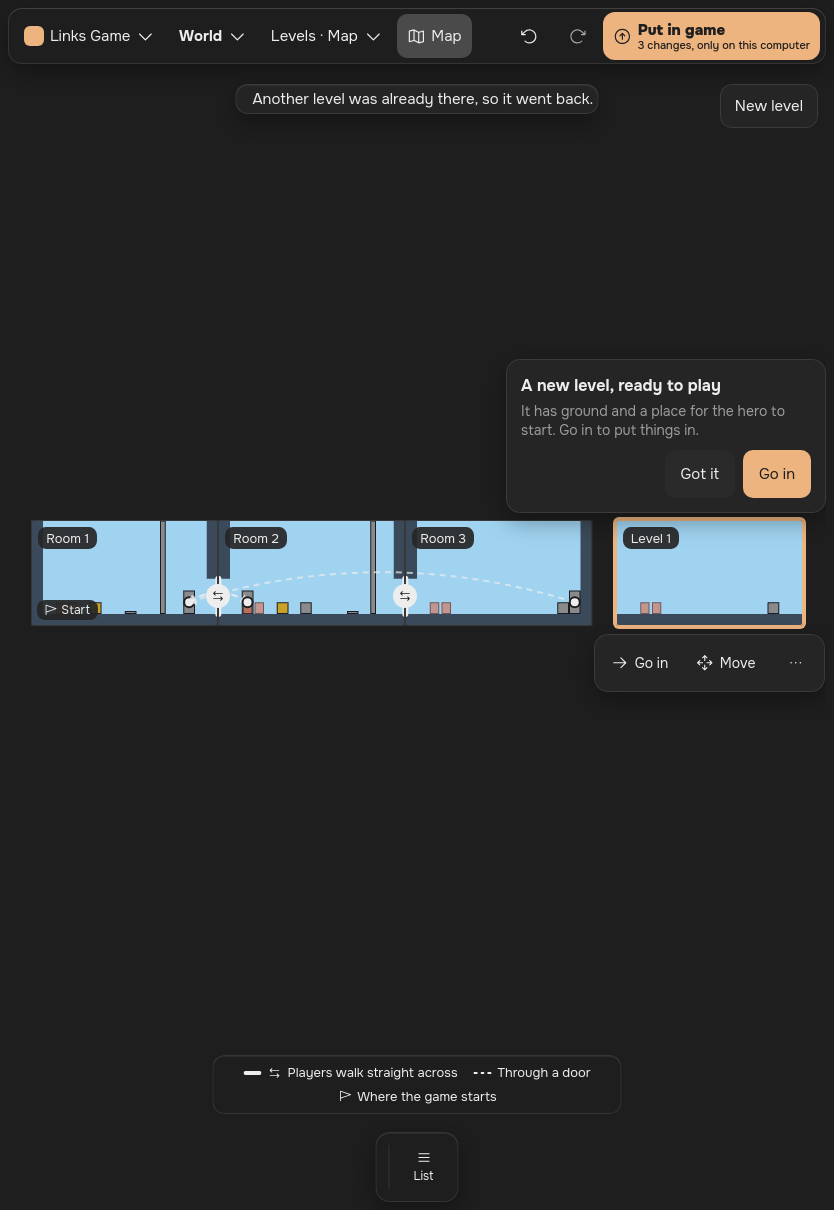 Links Game
World
Levels · Map
Map
Put in game
3 changes, only on this computer
Another level was already there, so it went back.
New level
A new level, ready to play
It has ground and a place for the hero to
start. Go in to put things in.
Got it
Go in
Room 1
Room 2
Room 3
Level 1
Start
Go in
Move
···
Players walk straight across
Through a door
Where the game starts
List